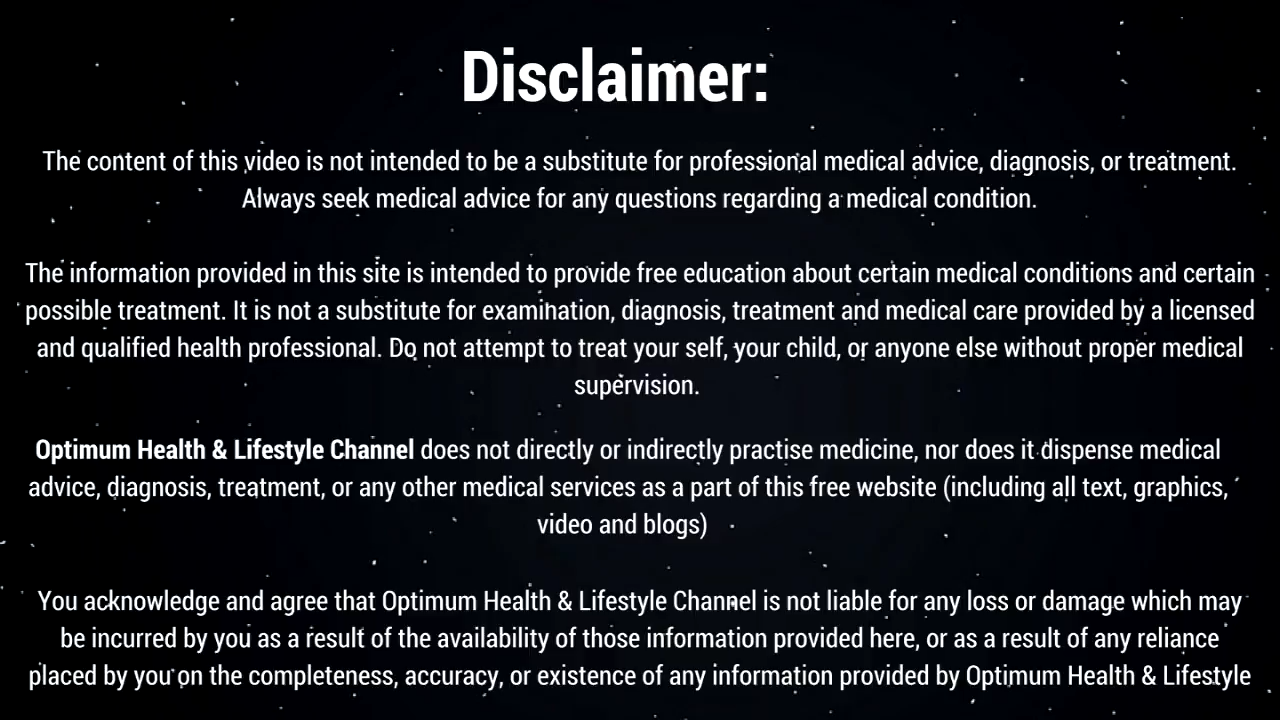 Disclaimer:
The content of this video is not intended to be a substitute for professional medical advice, diagnosis, or treatment.
Always seek medical advice for any questions regarding a medical condition.
The information provided in this site is intended to provide free education about certain medical conditions and certain
possible treatment. It is not a substitute for examination, diagnosis, treatment and medical care provided by a licensed
and qualified health professional. Do not attempt to treat your self, your child, or anyone else without proper medical
supervision.
Optimum Health & Lifestyle Channel does not directly or indirectly practise medicine, nor does it dispense medical
advice, diagnosis, treatment, or any other medical services as a part of this free website (including all text, graphics,
video and blogs)
You acknowledge and agree that Optimum Health & Lifestyle Channel is not liable for any loss or damage which may
be incurred by you as a result of the availability of those information provided here, or as a result of any reliance
placed by you on the completeness, accuracy, or existence of any information provided by Optimum Health & Lifestyle